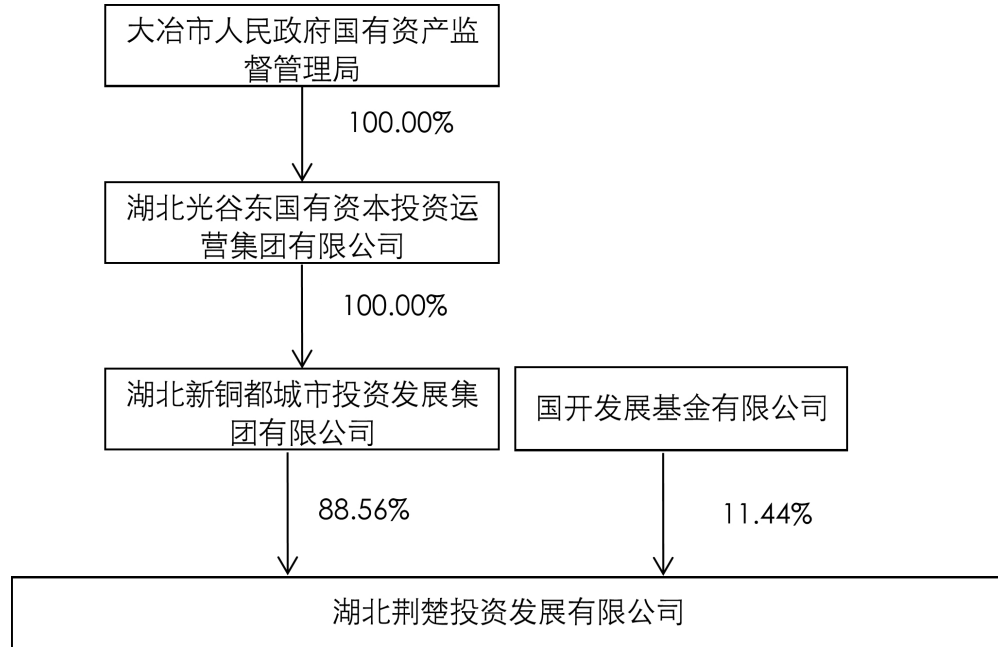 大冶市人民政府国有资产监
督管理局
100.00%
湖北光谷东国有资本投资运
营集团有限公司
100.00%
湖北新铜都城市投资发展集
团有限公司
国开发展基金有限公司
88.56%
11.44%
湖北荆楚投资发展有限公司